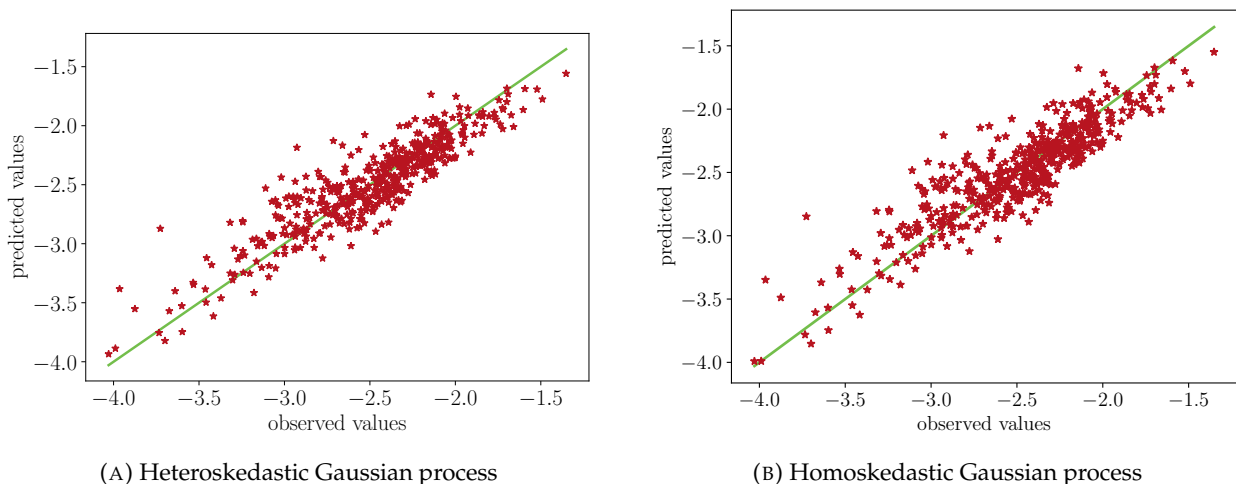 −1.5
−2.0
−2.5
−3.0
−3.5
−4.0
predicted values
−4.0 −3.5 −3.0 −2.5 −2.0 −1.5
observed values
(A) Heteroskedastic Gaussian process
−1.5
−2.0
−2.5
−3.0
−3.5
−4.0
predicted values
−4.0 −3.5 −3.0 −2.5 −2.0 −1.5
observed values
(B) Homoskedastic Gaussian process